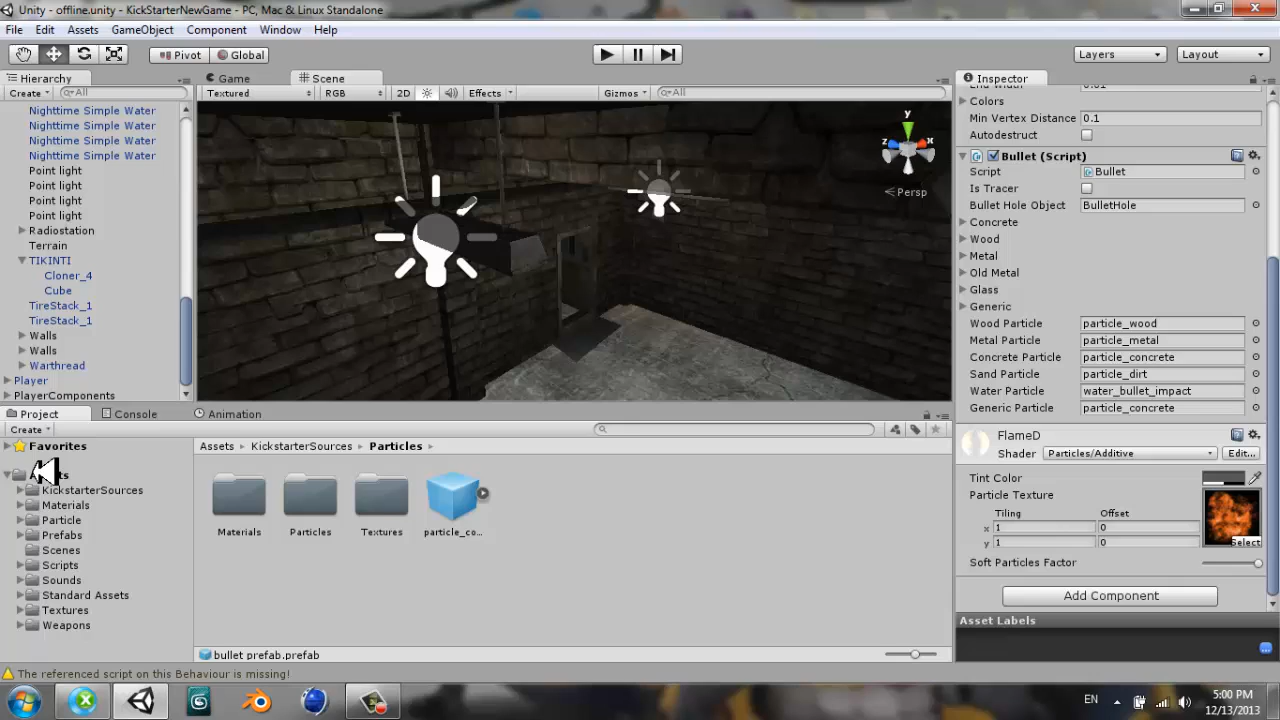 Unity - offline.unity - KickStarterNewGame - PC, Mac & Linux Standalone
File Edit Assets GameObject Component Window Help
Pivot Global Layers Layout
Hierarchy Game Scene Inspector
Create All Textured RGB 2D Effects Gizmos All
Nighttime Simple Water
Nighttime Simple Water
Nighttime Simple Water
Nighttime Simple Water
Point light
Point light
Point light
Point light
Radiostation
Terrain
TIKINTI
Cloner_4
Cube
TireStack_1
TireStack_1
Walls
Walls
Warthread
Player
PlayerComponents
y
z x
Persp
End Width 0.01
Colors
Min Vertex Distance 0.1
Autodestruct
Bullet (Script)
Script Bullet
Is Tracer
Bullet Hole Object BulletHole
Concrete
Wood
Metal
Old Metal
Glass
Generic
Wood Particle particle_wood
Metal Particle particle_metal
Concrete Particle particle_concrete
Sand Particle particle_dirt
Water Particle water_bullet_impact
Generic Particle particle_concrete
FlameD
Shader Particles/Additive Edit...
Tint Color
Particle Texture
Tiling Offset
x 1 0
y 1 0
Select
Soft Particles Factor
Add Component
Asset Labels
Project Console Animation
Create
Favorites
KickstarterSources
Materials
Particle
Prefabs
Scenes
Scripts
Sounds
Standard Assets
Textures
Weapons
Assets KickstarterSources Particles
Materials Particles Textures particle_co...
bullet prefab.prefab
The referenced script on this Behaviour is missing!
EN 5:00 PM
12/13/2013